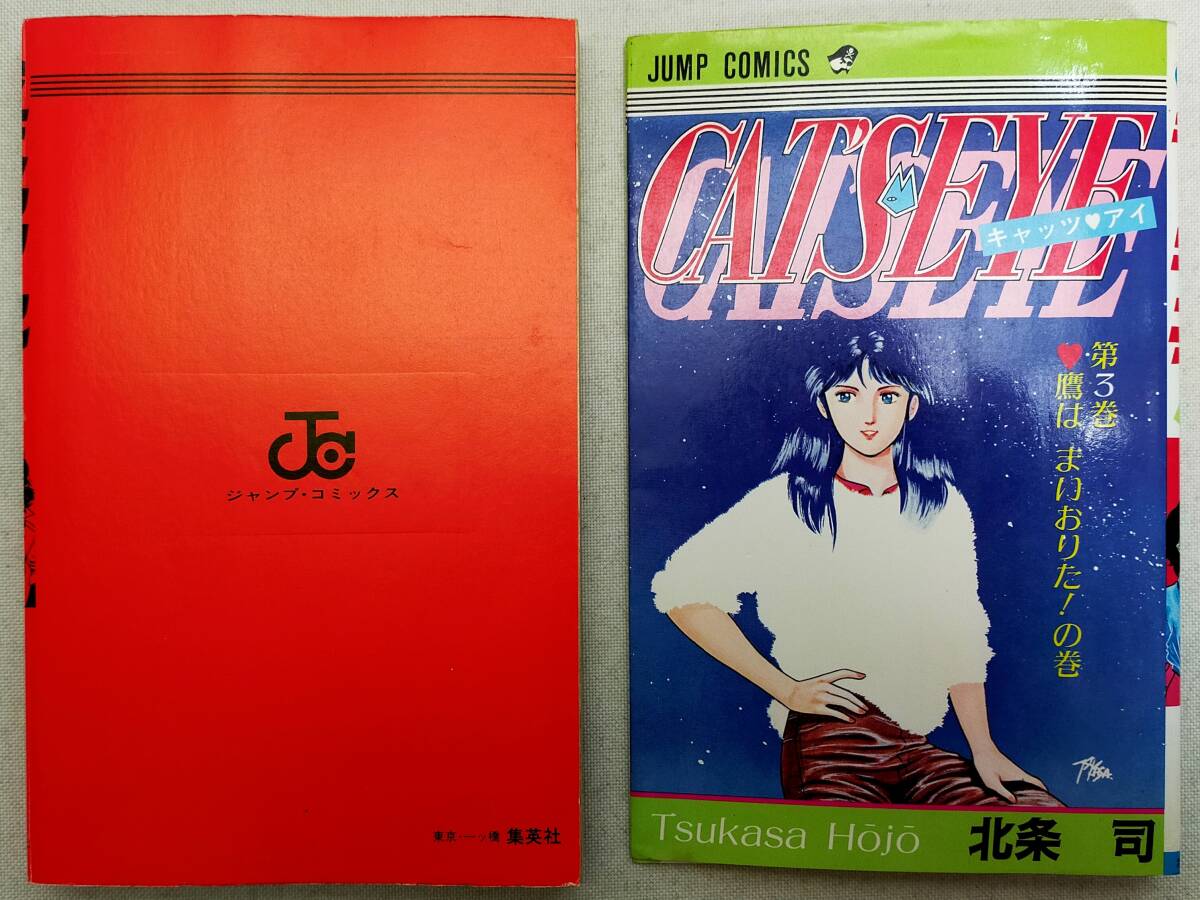 ジャンプ・コミックス
東京・一ッ橋 集英社
JUMP COMICS
CAT'S EYE
キャッツ♥アイ
第3巻
♥鷹は まいおりた!の巻
Tsukasa Hōjō
北条 司